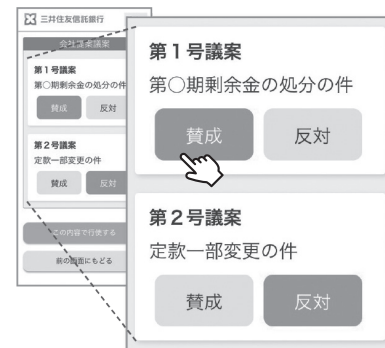 三井住友信託銀行
会社提案議案
第1号議案
第○期剰余金の処分の件
賛成 反対
第2号議案
定款一部変更の件
賛成 反対
この内容で行使する
前の画面にもどる
第1号議案
第○期剰余金の処分の件
賛成 反対
第2号議案
定款一部変更の件
賛成 反対